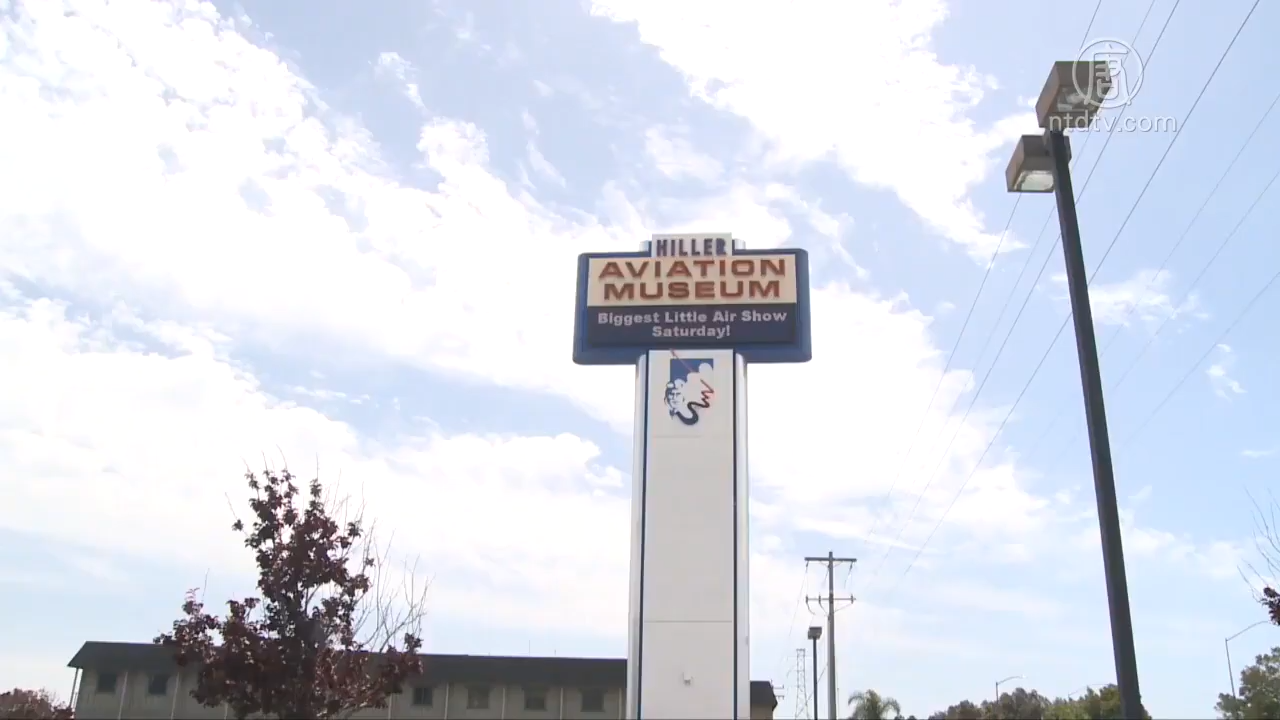 HILLER
AVIATION
MUSEUM
Biggest Little Air Show
Saturday!
ntdtv.com